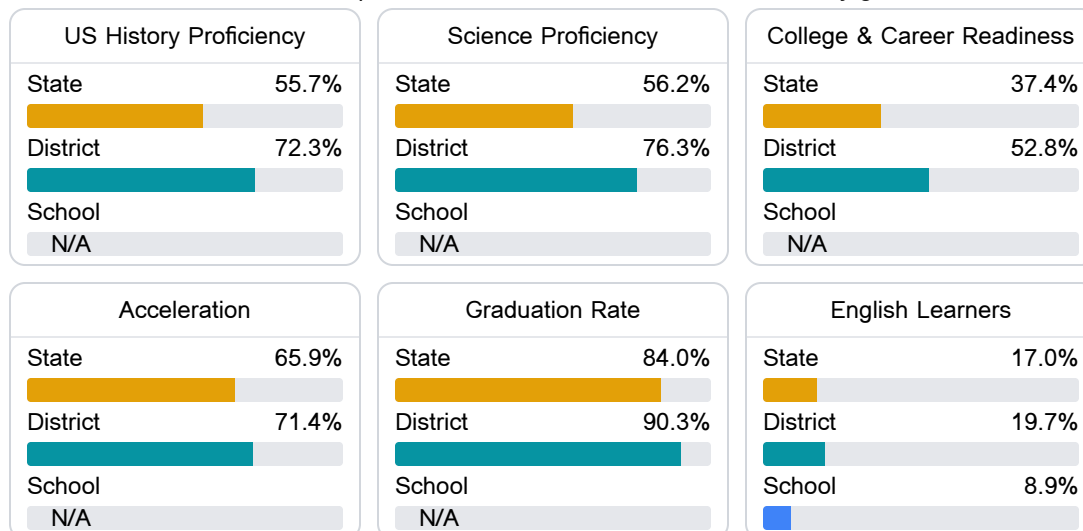 US History Proficiency
State 55.7%
District 72.3%
School
N/A
Science Proficiency
State 56.2%
District 76.3%
School
N/A
College & Career Readiness
State 37.4%
District 52.8%
School
N/A
Acceleration
State 65.9%
District 71.4%
School
N/A
Graduation Rate
State 84.0%
District 90.3%
School
N/A
English Learners
State 17.0%
District 19.7%
School 8.9%